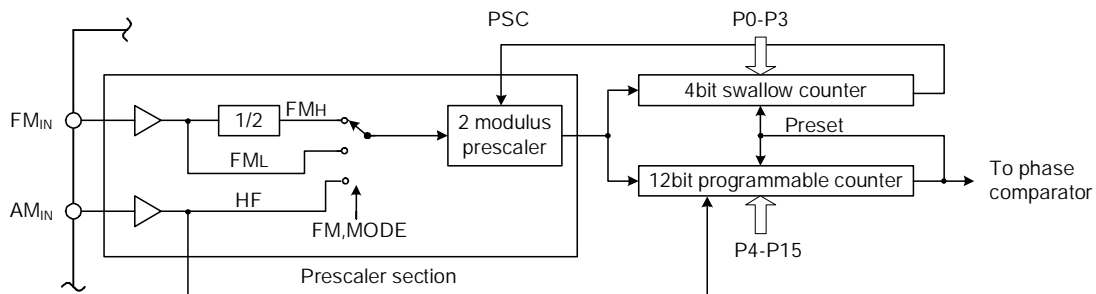 PSC
P0-P3
FMIN
1/2
FMH
2 modulus
prescaler
4bit swallow counter
Preset
FML
12bit programmable counter
To phase
comparator
AMIN
HF
FM,MODE
P4-P15
Prescaler section